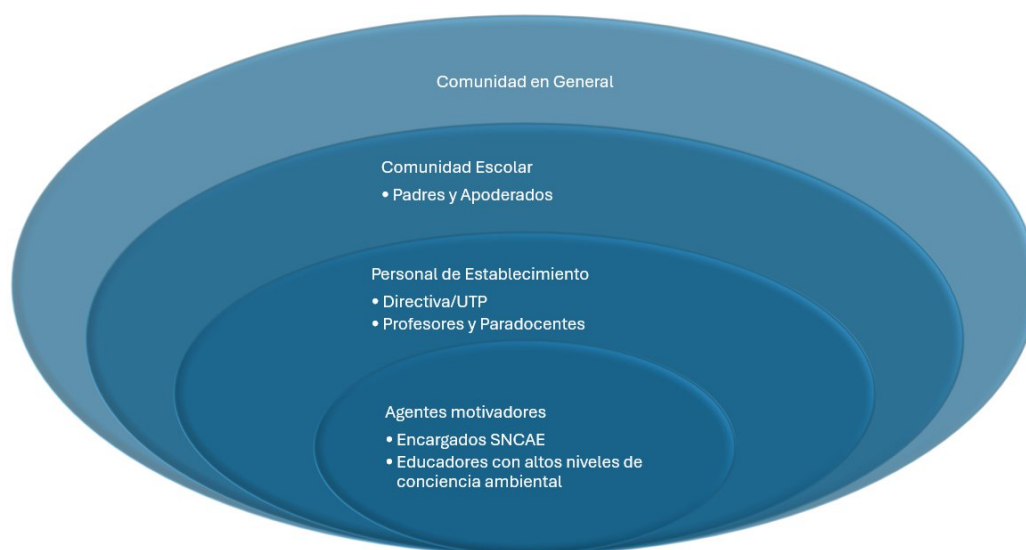 Comunidad en General
Comunidad Escolar
• Padres y Apoderados
Personal de Establecimiento
• Directiva/UTP
• Profesores y Paradocentes
Agentes motivadores
• Encargados SNCAE
• Educadores con altos niveles de
conciencia ambiental